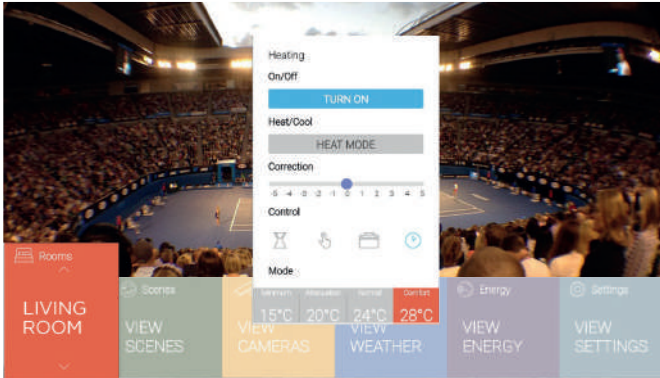 Heating
On/Off
TURN ON
Heat/Cool
HEAT MODE
Correction
-5 -4 -3 -2 -1 0 1 2 3 4 5
Control
Mode
Minimum Attenuation Normal Comfort
15°C 20°C 24°C 28°C
Rooms
LIVING
ROOM
Scenes
VIEW
SCENES
VIEW
CAMERAS
VIEW
WEATHER
Energy
VIEW
ENERGY
Settings
VIEW
SETTINGS